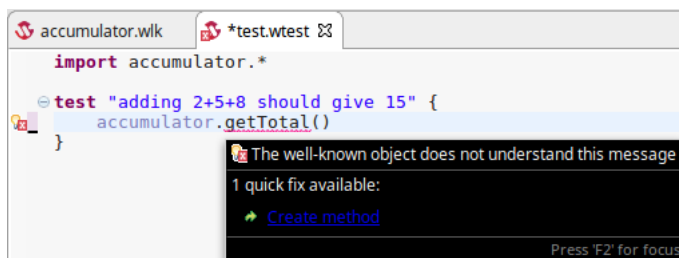 accumulator.wlk
*test.wtest
import accumulator.*
test "adding 2+5+8 should give 15" {
accumulator.getTotal()
}
The well-known object does not understand this message
1 quick fix available:
Create method
Press 'F2' for focus